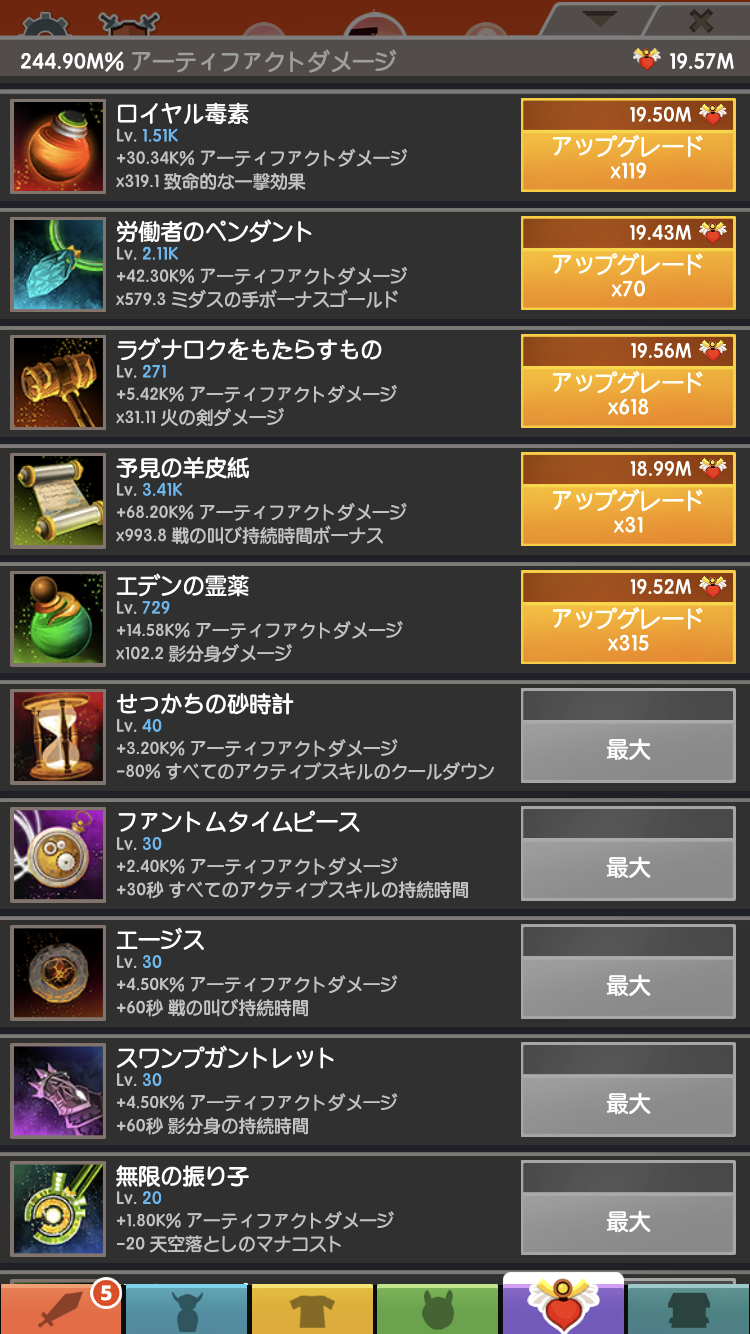 244.90M% アーティファクトダメージ 19.57M
ロイヤル毒素
Lv. 1.51K
+30.34K% アーティファクトダメージ
x319.1 致命的な一撃効果
19.50M
アップグレード
x119
労働者のペンダント
Lv. 2.11K
+42.30K% アーティファクトダメージ
x579.3 ミダスの手ボーナスゴールド
19.43M
アップグレード
x70
ラグナロクをもたらすもの
Lv. 271
+5.42K% アーティファクトダメージ
x31.11 火の剣ダメージ
19.56M
アップグレード
x618
予見の羊皮紙
Lv. 3.41K
+68.20K% アーティファクトダメージ
x993.8 戦の叫び持続時間ボーナス
18.99M
アップグレード
x31
エデンの霊薬
Lv. 729
+14.58K% アーティファクトダメージ
x102.2 影分身ダメージ
19.52M
アップグレード
x315
せっかちの砂時計
Lv. 40
+3.20K% アーティファクトダメージ
-80% すべてのアクティブスキルのクールダウン
最大
ファントムタイムピース
Lv. 30
+2.40K% アーティファクトダメージ
+30秒 すべてのアクティブスキルの持続時間
最大
エージス
Lv. 30
+4.50K% アーティファクトダメージ
+60秒 戦の叫び持続時間
最大
スワンプガントレット
Lv. 30
+4.50K% アーティファクトダメージ
+60秒 影分身の持続時間
最大
無限の振り子
Lv. 20
+1.80K% アーティファクトダメージ
-20 天空落としのマナコスト
最大
5